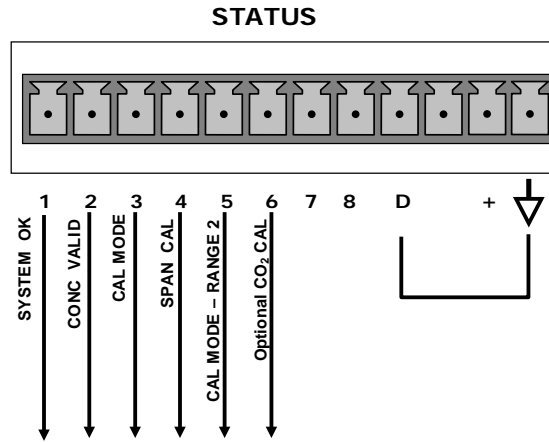 STATUS
1 2 3 4 5 6 7 8 D +
SYSTEM OK
CONC VALID
CAL MODE
SPAN CAL
CAL MODE – RANGE 2
Optional CO₂ CAL